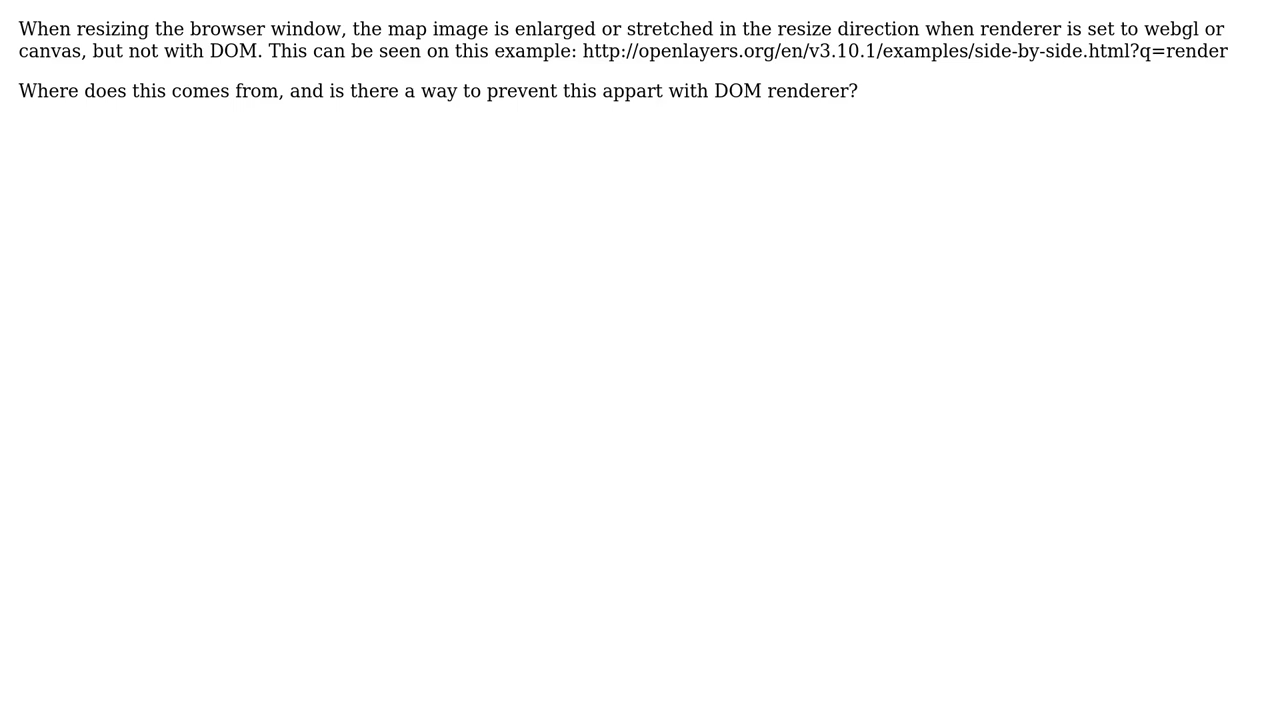 When resizing the browser window, the map image is enlarged or stretched in the resize direction when renderer is set to webgl or
canvas, but not with DOM. This can be seen on this example: http://openlayers.org/en/v3.10.1/examples/side-by-side.html?q=render
Where does this comes from, and is there a way to prevent this appart with DOM renderer?